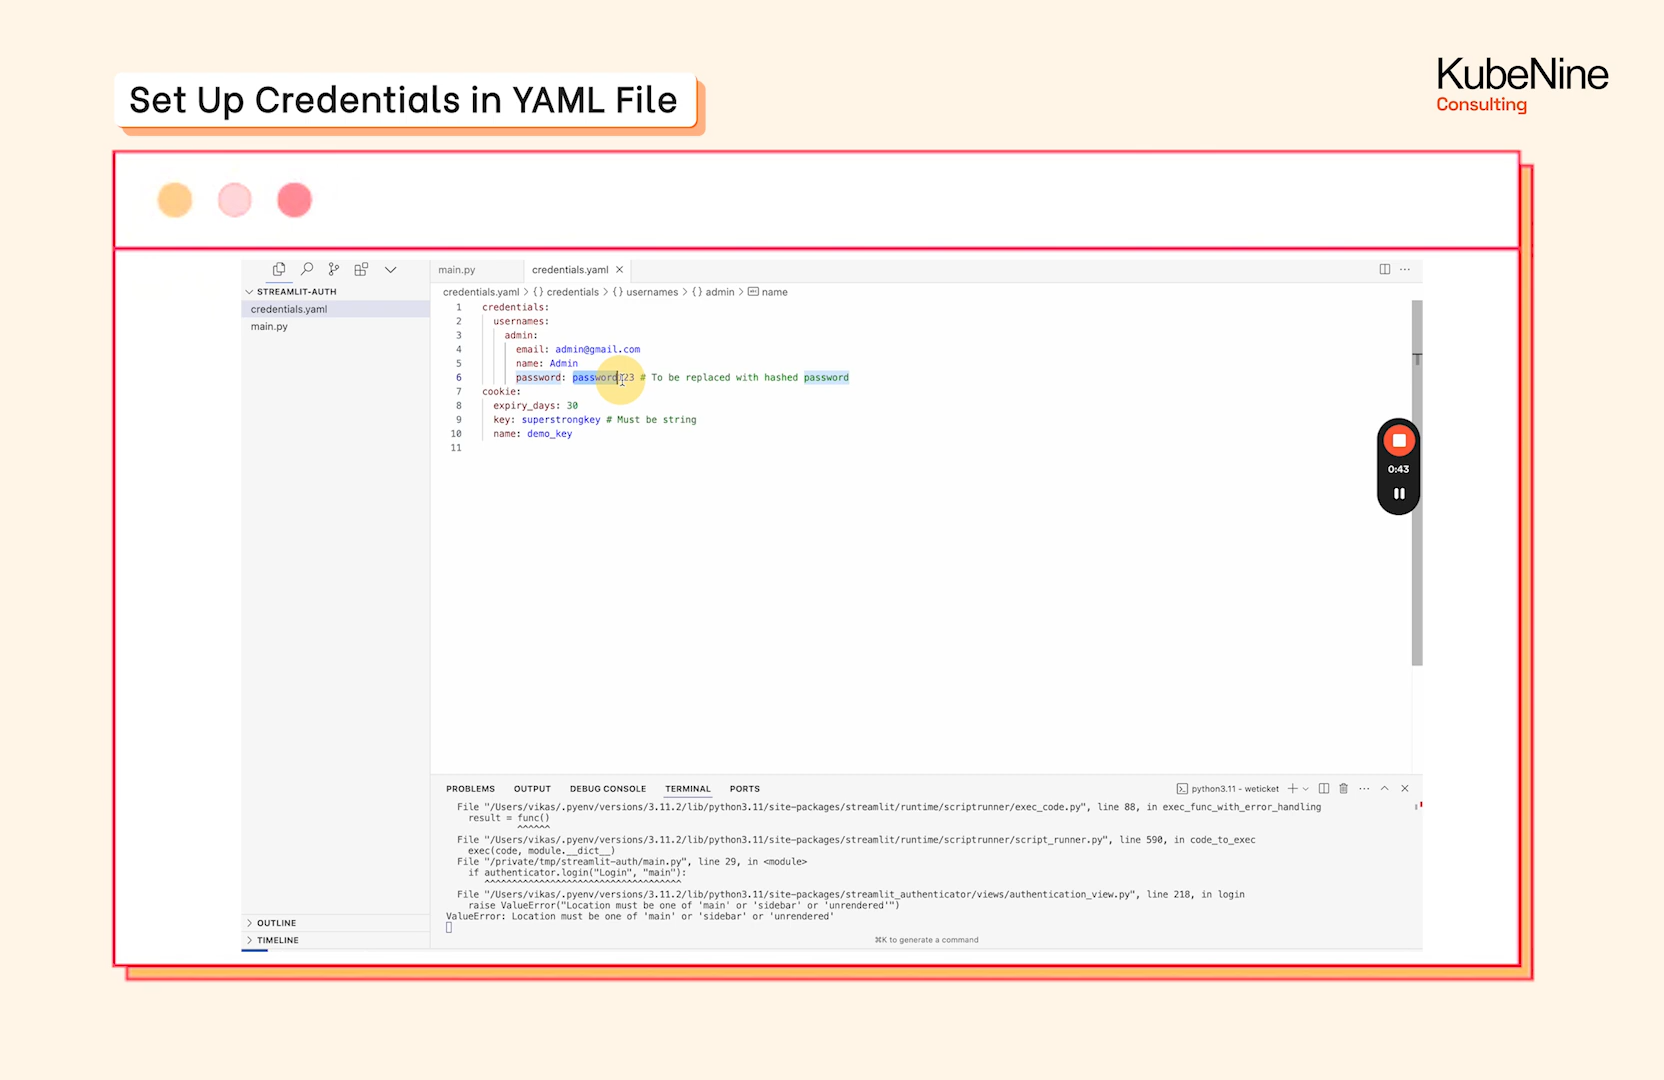 Set Up Credentials in YAML File
KubeNine
Consulting
STREAMLIT-AUTH
credentials.yaml
main.py
OUTLINE
TIMELINE
main.py
credentials.yaml
credentials.yaml > {} credentials > {} usernames > {} admin > name
1 credentials:
2 usernames:
3 admin:
4 email: admin@gmail.com
5 name: Admin
6 password: password123 # To be replaced with hashed password
7 cookie:
8 expiry_days: 30
9 key: superstrongkey # Must be string
10 name: demo_key
11
0:43
PROBLEMS OUTPUT DEBUG CONSOLE TERMINAL PORTS
python3.11 - weticket
File "/Users/vikas/.pyenv/versions/3.11.2/lib/python3.11/site-packages/streamlit/runtime/scriptrunner/exec_code.py", line 88, in exec_func_with_error_handling
result = func()
^^^^^^
File "/Users/vikas/.pyenv/versions/3.11.2/lib/python3.11/site-packages/streamlit/runtime/scriptrunner/script_runner.py", line 590, in code_to_exec
exec(code, module.__dict__)
File "/private/tmp/streamlit-auth/main.py", line 29, in <module>
if authenticator.login("Login", "main"):
^^^^^^^^^^^^^^^^^^^^^^^^^^^^^^^^^^^
File "/Users/vikas/.pyenv/versions/3.11.2/lib/python3.11/site-packages/streamlit_authenticator/views/authentication_view.py", line 218, in login
raise ValueError("Location must be one of 'main' or 'sidebar' or 'unrendered'")
ValueError: Location must be one of 'main' or 'sidebar' or 'unrendered'
⌘K to generate a command